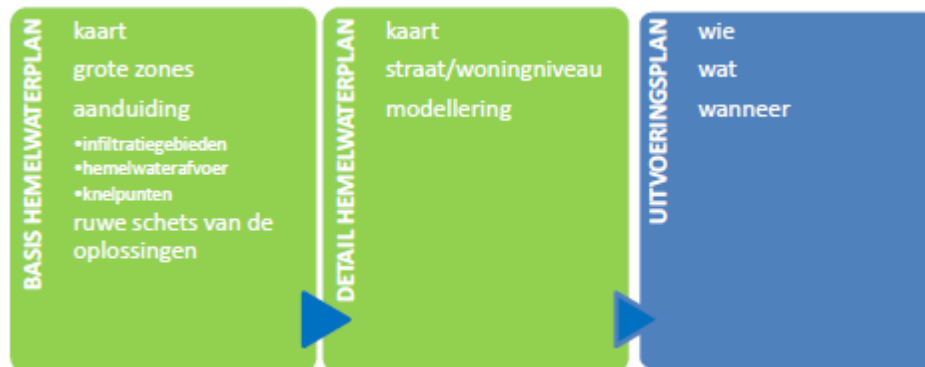 BASIS HEMELWATERPLAN
kaart
grote zones
aanduiding
•infiltratiegebieden
•hemelwaterafvoer
•knelpunten
ruwe schets van de
oplossingen
DETAIL HEMELWATERPLAN
kaart
straat/woningniveau
modellering
UITVOERINGSPLAN
wie
wat
wanneer